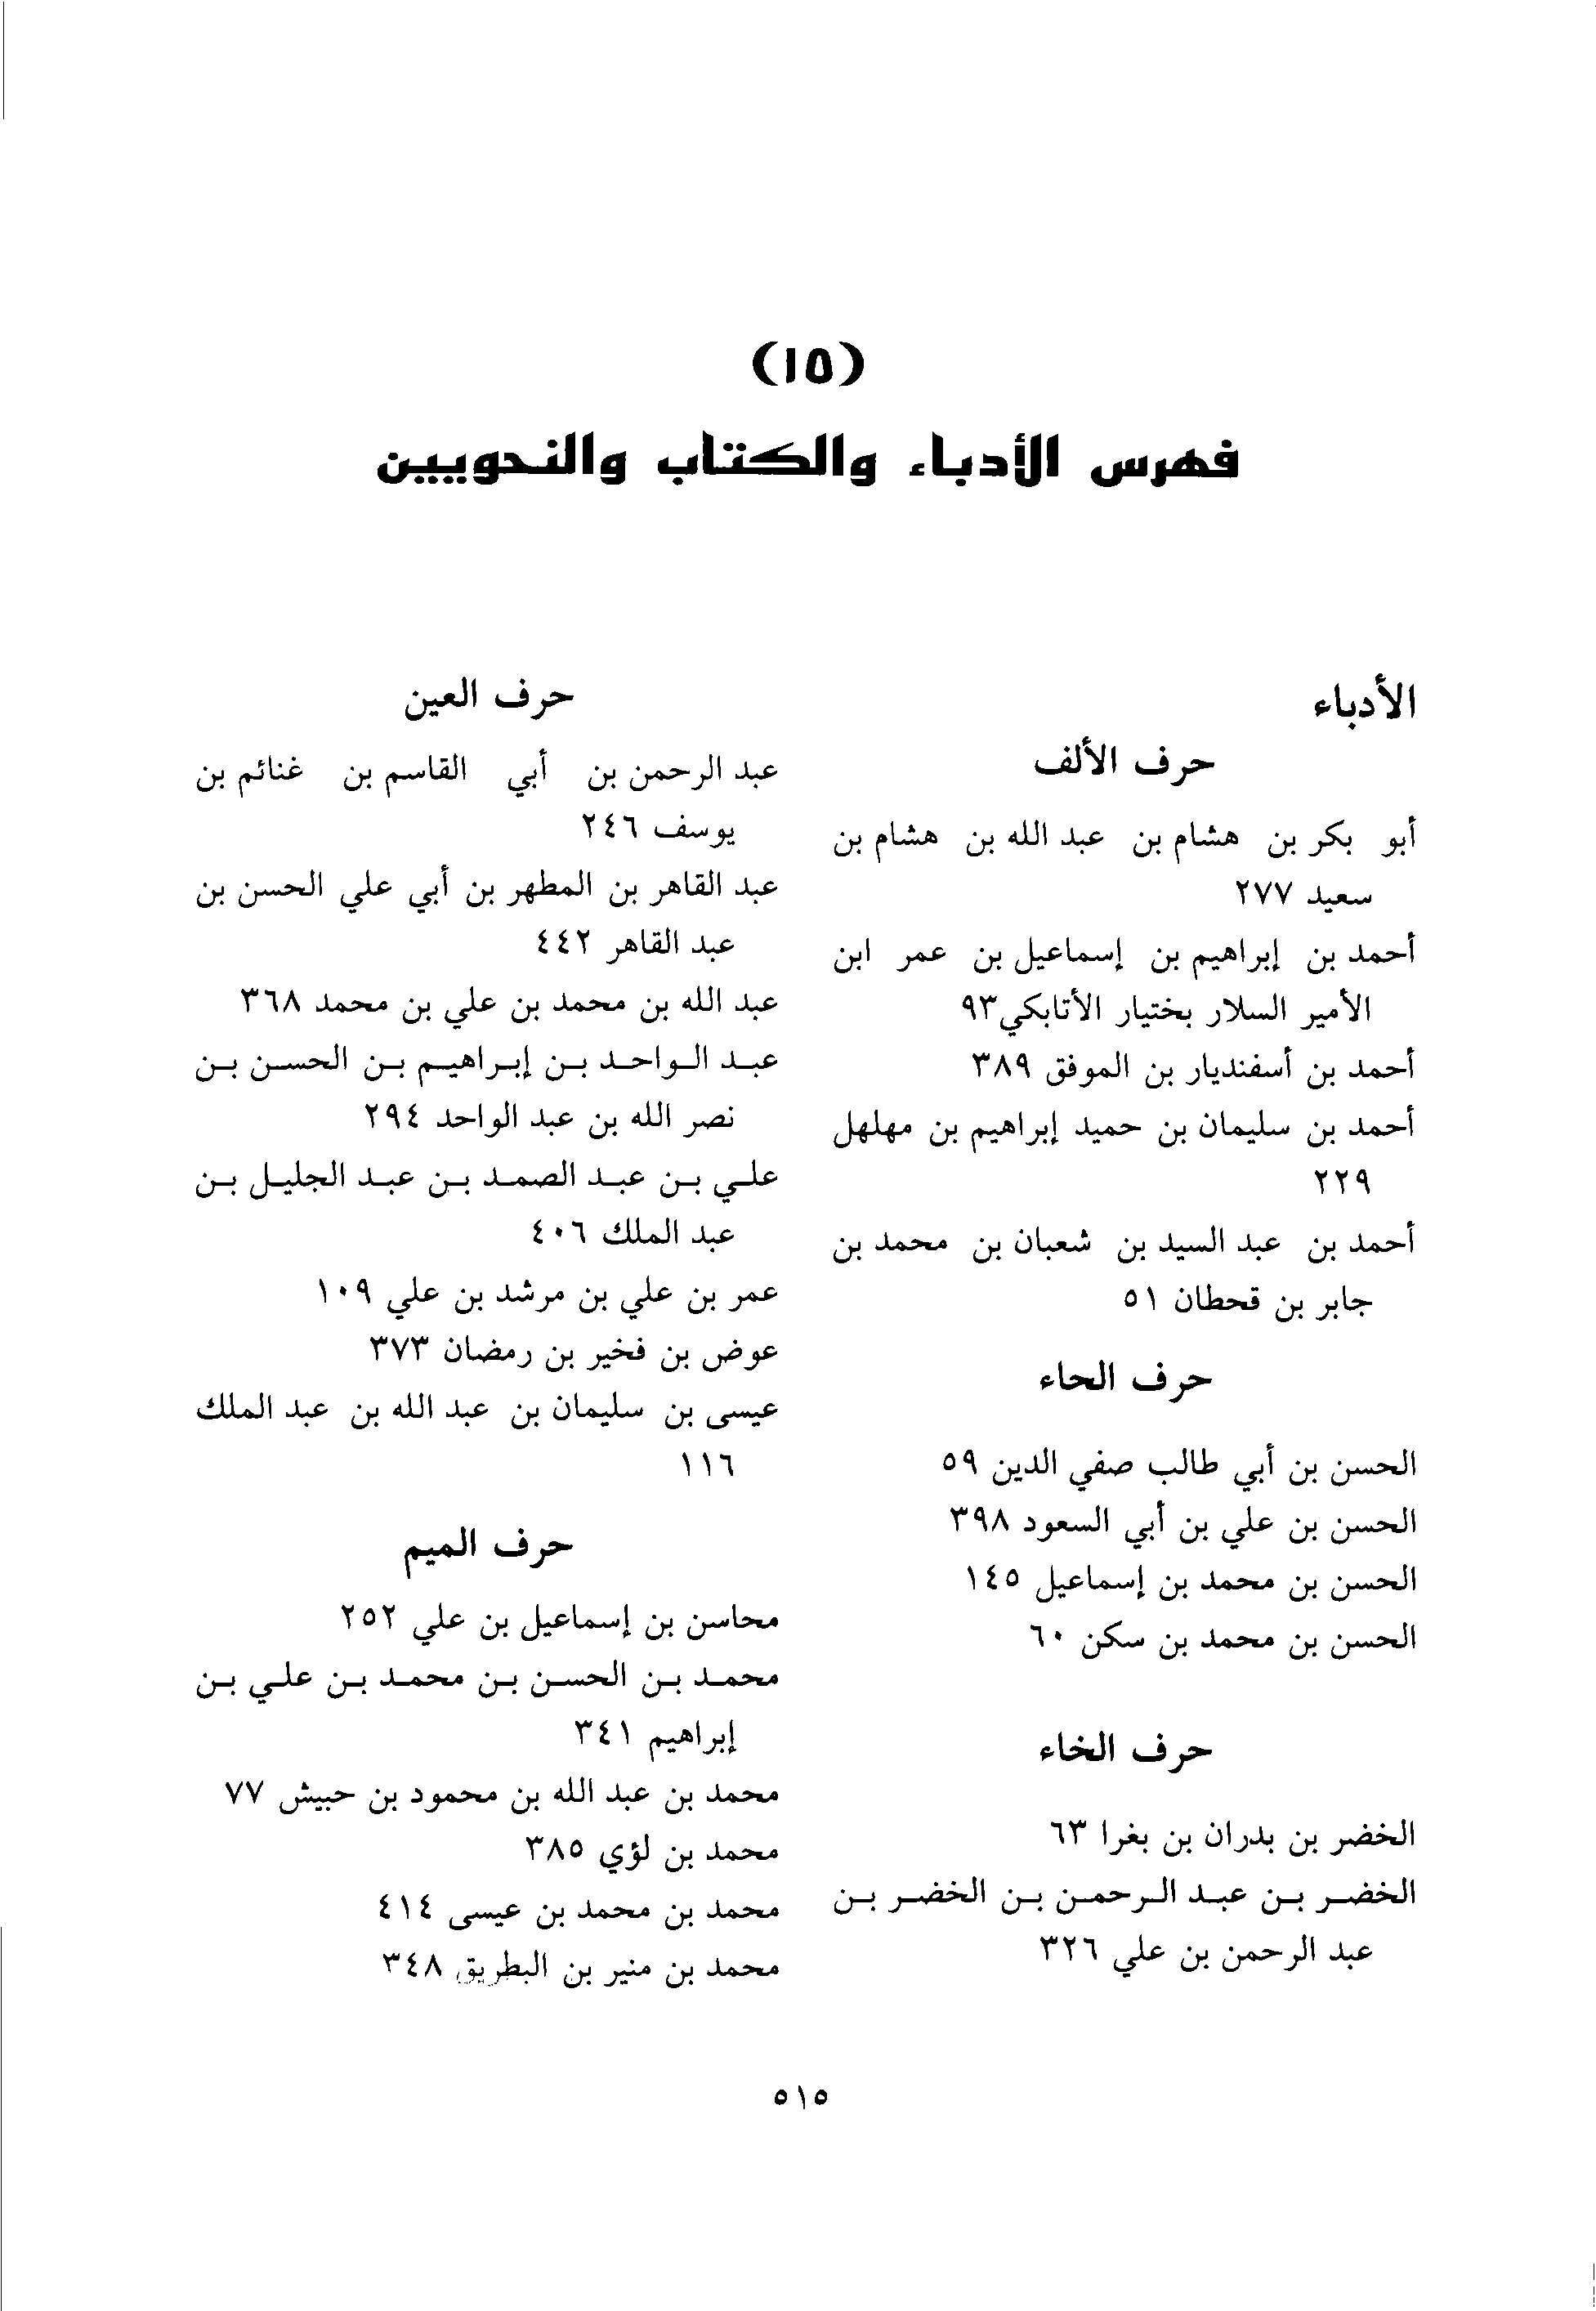 (١٥)
فهرس الأدباء والكتاب والنحويين
الأدباء
حرف الألف
أبو بكر بن هشام بن عبد الله بن هشام بن
سعيد ٢٧٧
أحمد بن إبراهيم بن إسماعيل بن عمر ابن
الأمير السلار بختيار الأتابكي٩٣
أحمد بن أسفنديار بن الموفق ٣٨٩
أحمد بن سليمان بن حميد إبراهيم بن مهلهل
٢٢٩
أحمد بن عبد السيد بن شعبان بن محمد بن
جابر بن قحطان ٥١
حرف الحاء
الحسن بن أبي طالب صفي الدين ٥٩
الحسن بن علي بن أبي السعود ٣٩٨
الحسن بن محمد بن إسماعيل ١٤٥
الحسن بن محمد بن سكن ٦٠
حرف الخاء
الخضر بن بدران بن بغرا ٦٣
الخضر بن عبد الرحمن بن الخضر بن
عبد الرحمن بن علي ٣٢٦
حرف العين
عبد الرحمن بن أبي القاسم بن غنائم بن
يوسف ٢٤٦
عبد القاهر بن المطهر بن أبي علي الحسن بن
عبد القاهر ٤٤٢
عبد الله بن محمد بن علي بن محمد ٣٦٨
عبد الواحد بن إبراهيم بن الحسن بن
نصر الله بن عبد الواحد ٢٩٤
علي بن عبد الصمد بن عبد الجليل بن
عبد الملك ٤٠٦
عمر بن علي بن مرشد بن علي ١٠٩
عوض بن فخير بن رمضان ٣٧٣
عيسى بن سليمان بن عبد الله بن عبد الملك
١١٦
حرف الميم
محاسن بن إسماعيل بن علي ٢٥٢
محمد بن الحسن بن محمد بن علي بن
إبراهيم ٣٤١
محمد بن عبد الله بن محمود بن حبيش ٧٧
محمد بن لؤي ٣٨٥
محمد بن محمد بن عيسى ٤١٤
محمد بن منير بن البطريق ٣٤٨
٥١٥